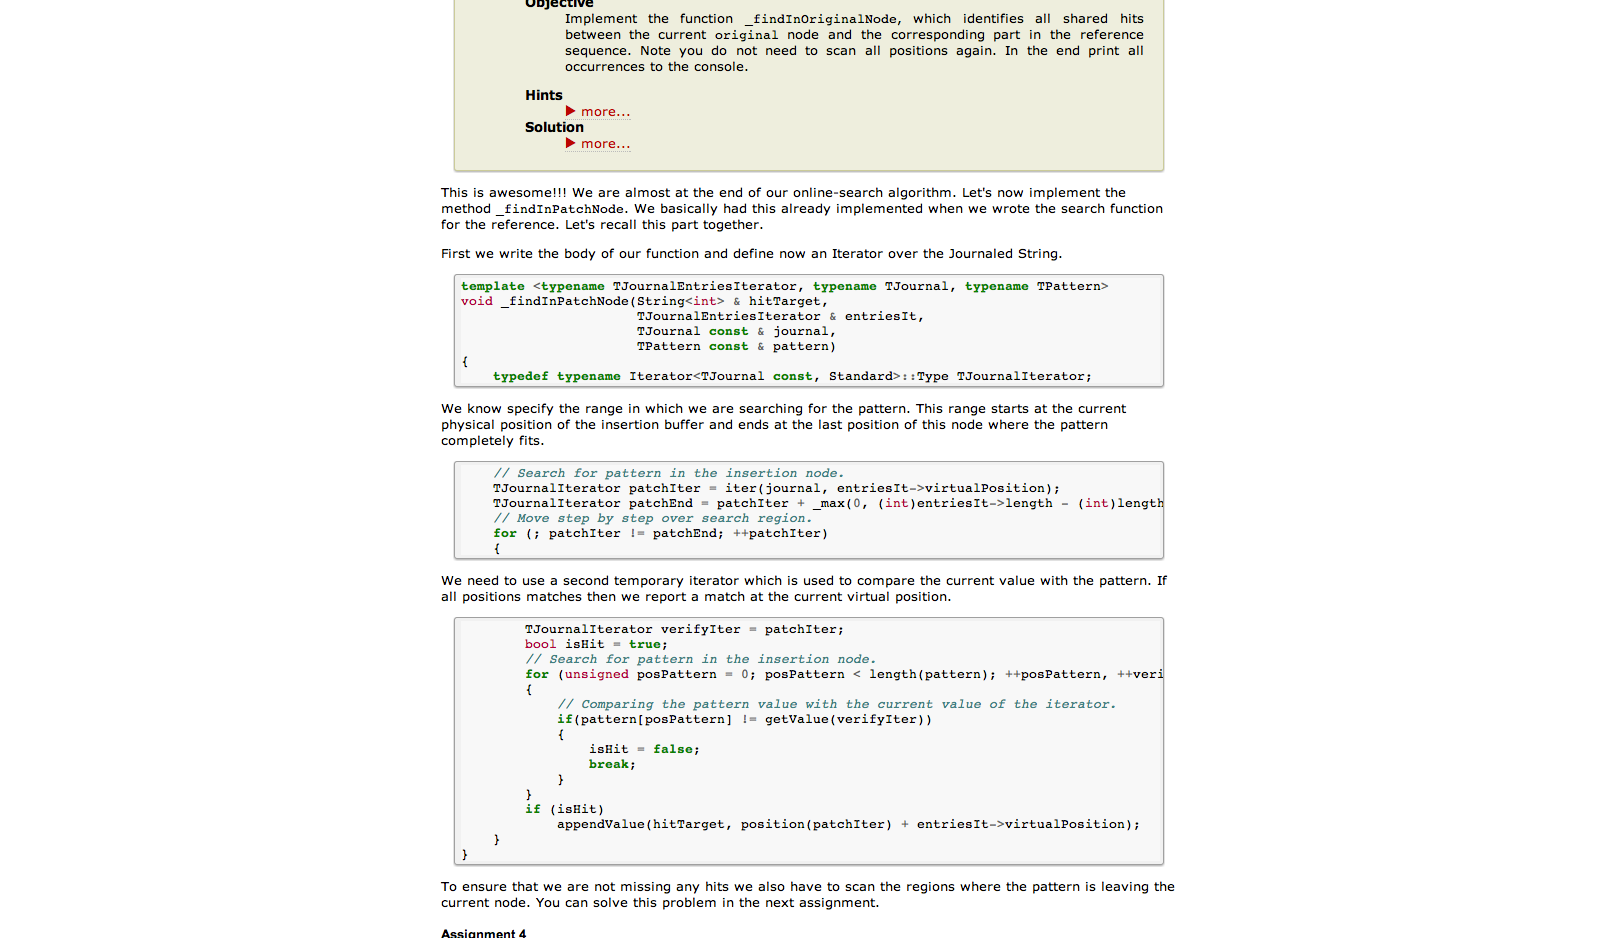 Objective
Implement the function _findInOriginalNode, which identifies all shared hits
between the current original node and the corresponding part in the reference
sequence. Note you do not need to scan all positions again. In the end print all
occurrences to the console.
Hints
▶ more...
Solution
▶ more...
This is awesome!!! We are almost at the end of our online-search algorithm. Let's now implement the
method _findInPatchNode. We basically had this already implemented when we wrote the search function
for the reference. Let's recall this part together.
First we write the body of our function and define now an Iterator over the Journaled String.
template <typename TJournalEntriesIterator, typename TJournal, typename TPattern>
void _findInPatchNode(String<int> & hitTarget,
TJournalEntriesIterator & entriesIt,
TJournal const & journal,
TPattern const & pattern)
{
typedef typename Iterator<TJournal const, Standard>::Type TJournalIterator;
We know specify the range in which we are searching for the pattern. This range starts at the current
physical position of the insertion buffer and ends at the last position of this node where the pattern
completely fits.
// Search for pattern in the insertion node.
TJournalIterator patchIter = iter(journal, entriesIt->virtualPosition);
TJournalIterator patchEnd = patchIter + _max(0, (int)entriesIt->length - (int)length
// Move step by step over search region.
for (; patchIter != patchEnd; ++patchIter)
{
We need to use a second temporary iterator which is used to compare the current value with the pattern. If
all positions matches then we report a match at the current virtual position.
TJournalIterator verifyIter = patchIter;
bool isHit = true;
// Search for pattern in the insertion node.
for (unsigned posPattern = 0; posPattern < length(pattern); ++posPattern, ++veri
{
// Comparing the pattern value with the current value of the iterator.
if(pattern[posPattern] != getValue(verifyIter))
{
isHit = false;
break;
}
}
if (isHit)
appendValue(hitTarget, position(patchIter) + entriesIt->virtualPosition);
}
}
To ensure that we are not missing any hits we also have to scan the regions where the pattern is leaving the
current node. You can solve this problem in the next assignment.
Assignment 4